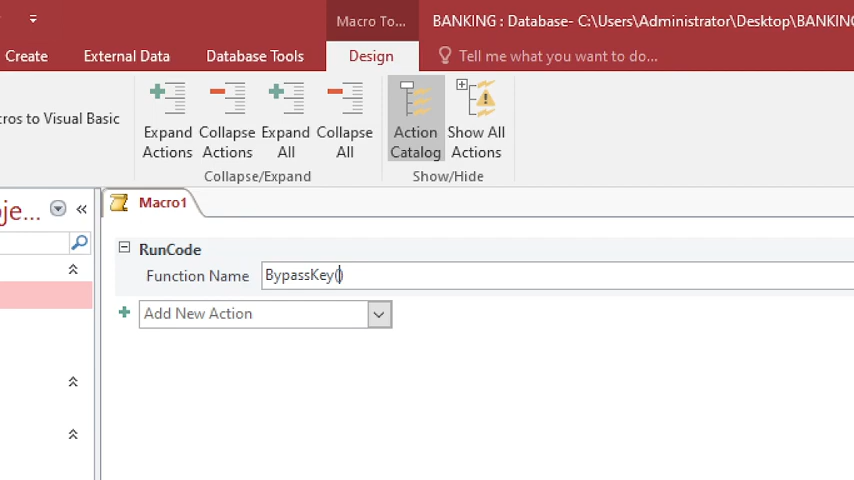 Macro To...
BANKING : Database- C:\Users\Administrator\Desktop\BANKING
Create
External Data
Database Tools
Design
Tell me what you want to do...
cros to Visual Basic
Expand Actions
Collapse Actions
Expand All
Collapse All
Action Catalog
Show All Actions
Collapse/Expand
Show/Hide
oje...
Macro1
RunCode
Function Name
BypassKey()
Add New Action